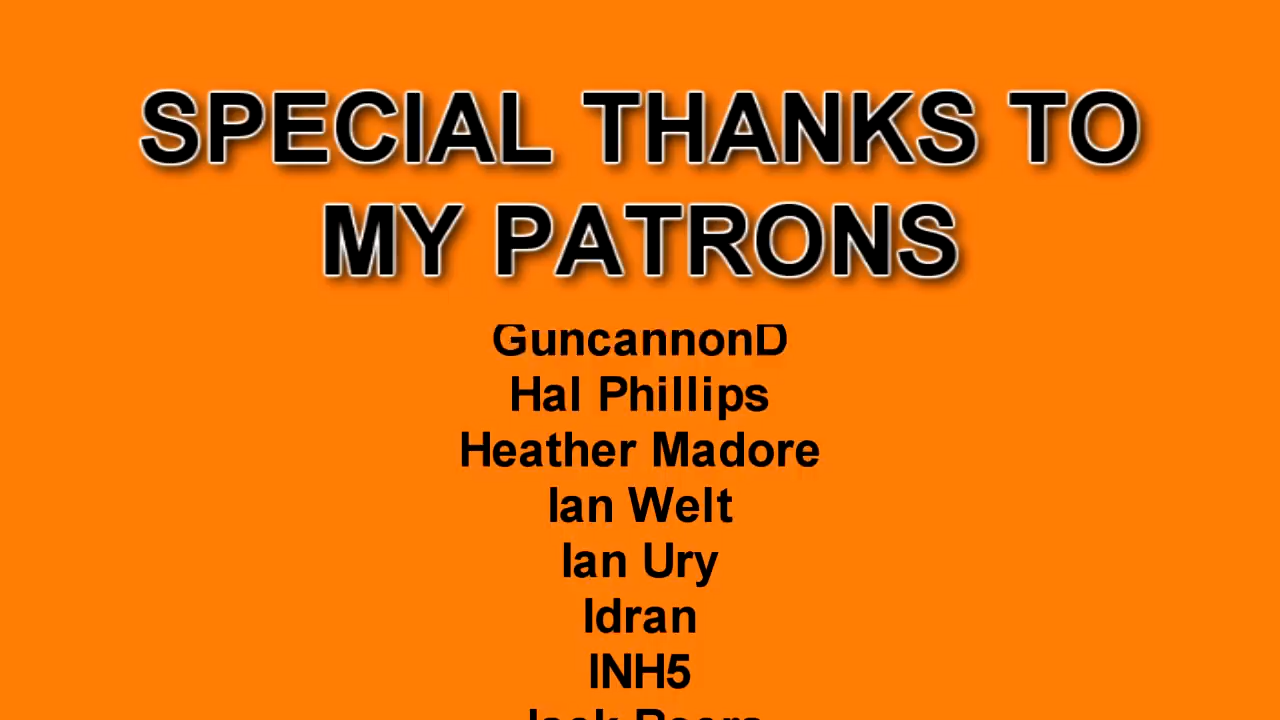 SPECIAL THANKS TO
MY PATRONS
GuncannonD
Hal Phillips
Heather Madore
Ian Welt
Ian Ury
Idran
INH5